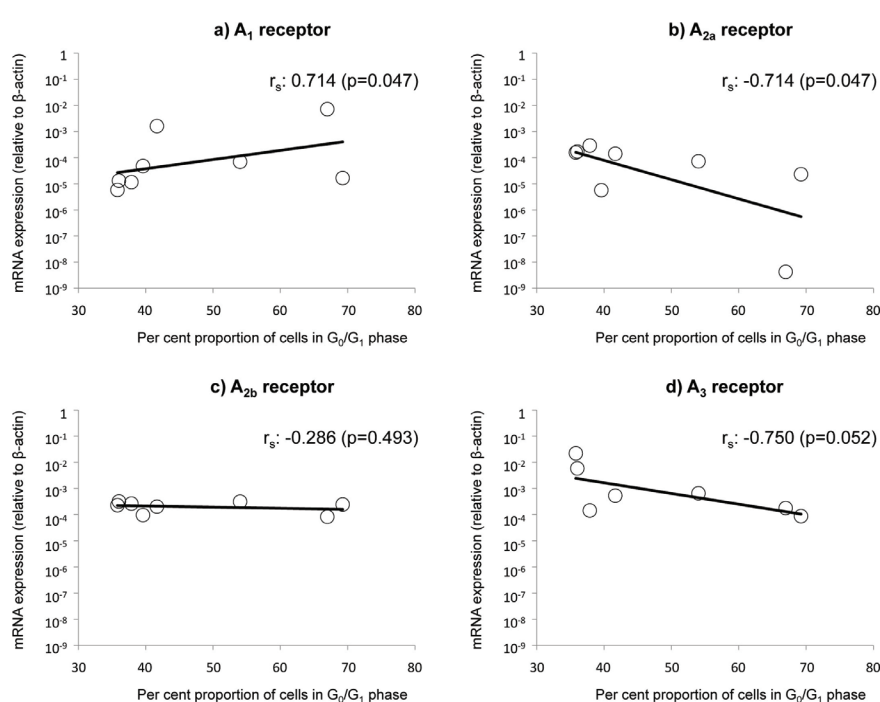 a) A₁ receptor
rₛ: 0.714 (p=0.047)
mRNA expression (relative to β-actin)
1
10⁻¹
10⁻²
10⁻³
10⁻⁴
10⁻⁵
10⁻⁶
10⁻⁷
10⁻⁸
10⁻⁹
30 40 50 60 70 80
Per cent proportion of cells in G₀/G₁ phase
b) A₂ₐ receptor
rₛ: -0.714 (p=0.047)
mRNA expression (relative to β-actin)
1
10⁻¹
10⁻²
10⁻³
10⁻⁴
10⁻⁵
10⁻⁶
10⁻⁷
10⁻⁸
10⁻⁹
30 40 50 60 70 80
Per cent proportion of cells in G₀/G₁ phase
c) A₂b receptor
rₛ: -0.286 (p=0.493)
mRNA expression (relative to β-actin)
1
10⁻¹
10⁻²
10⁻³
10⁻⁴
10⁻⁵
10⁻⁶
10⁻⁷
10⁻⁸
10⁻⁹
30 40 50 60 70 80
Per cent proportion of cells in G₀/G₁ phase
d) A₃ receptor
rₛ: -0.750 (p=0.052)
mRNA expression (relative to β-actin)
1
10⁻¹
10⁻²
10⁻³
10⁻⁴
10⁻⁵
10⁻⁶
10⁻⁷
10⁻⁸
10⁻⁹
30 40 50 60 70 80
Per cent proportion of cells in G₀/G₁ phase